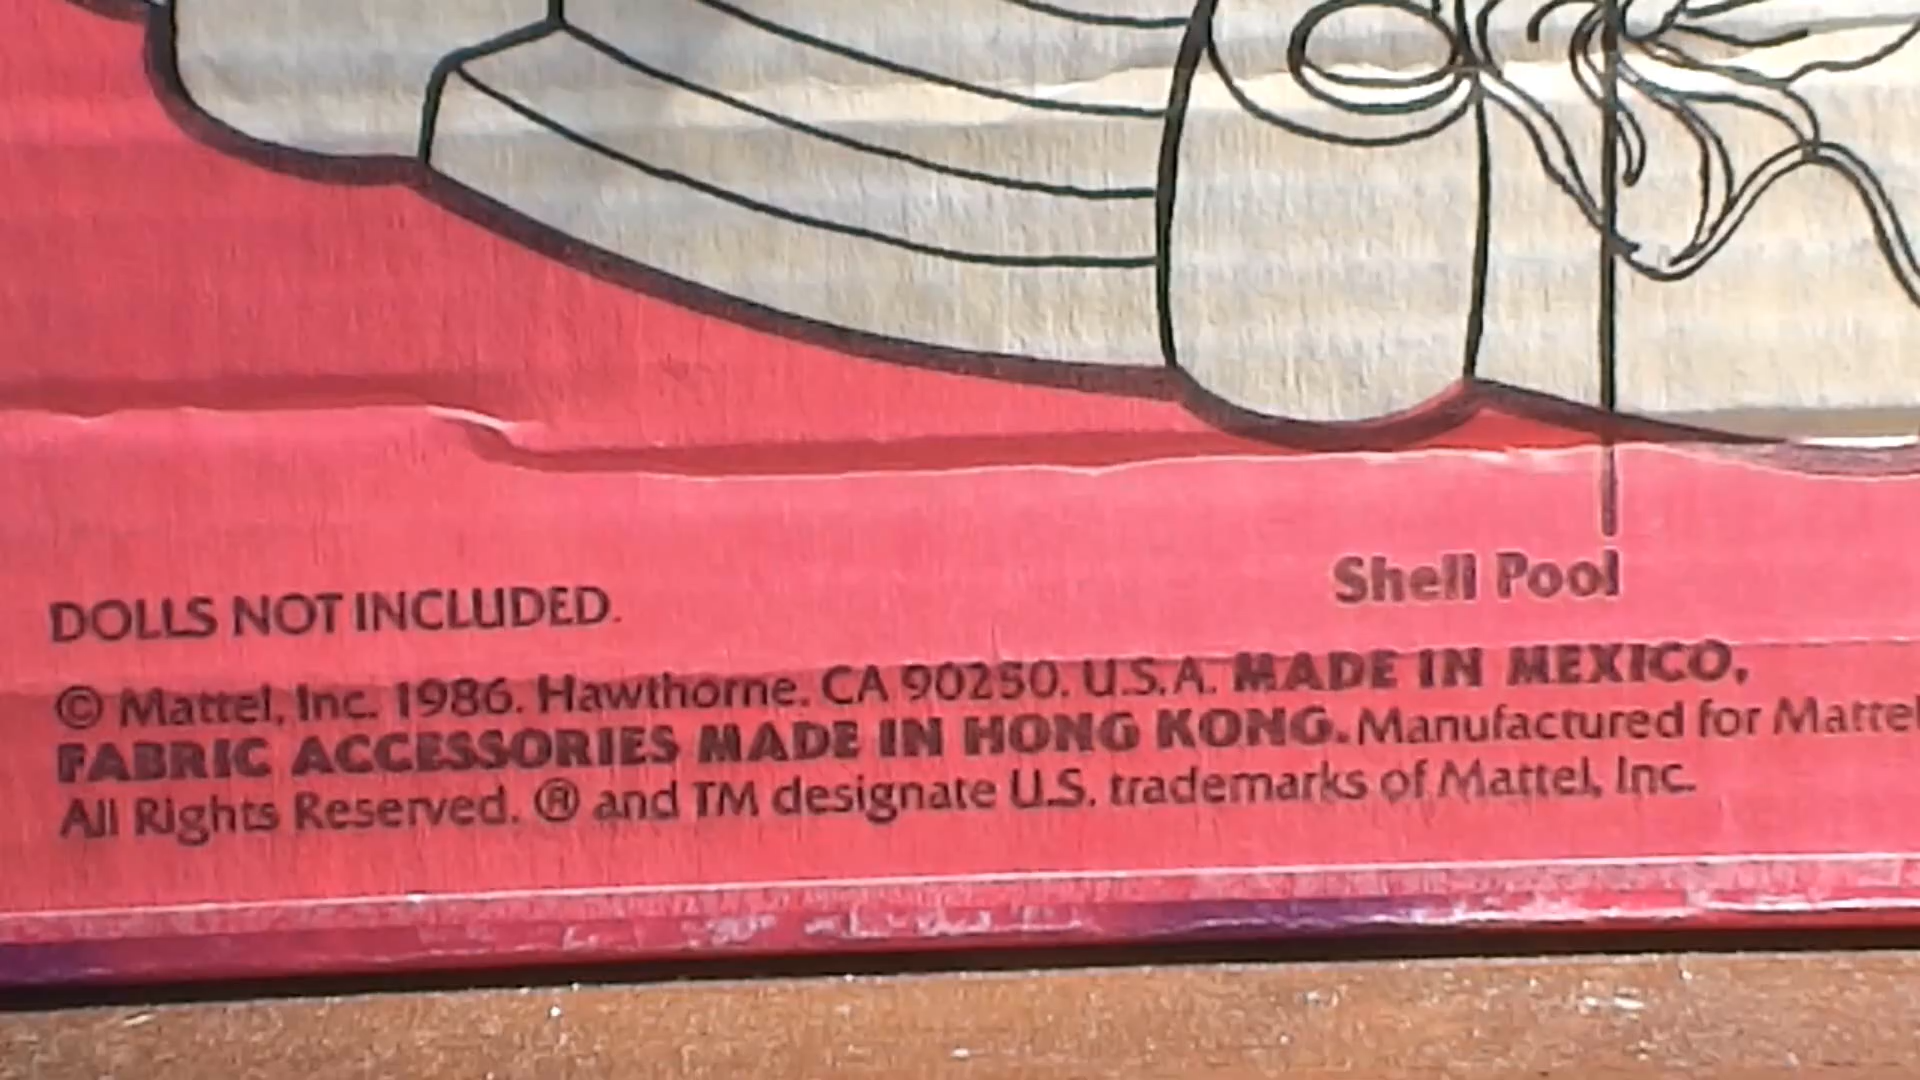 Shell Pool
DOLLS NOT INCLUDED.
© Mattel, Inc. 1986. Hawthorne, CA 90250. U.S.A. MADE IN MEXICO,
FABRIC ACCESSORIES MADE IN HONG KONG. Manufactured for Mattel
All Rights Reserved. ® and TM designate U.S. trademarks of Mattel, Inc.